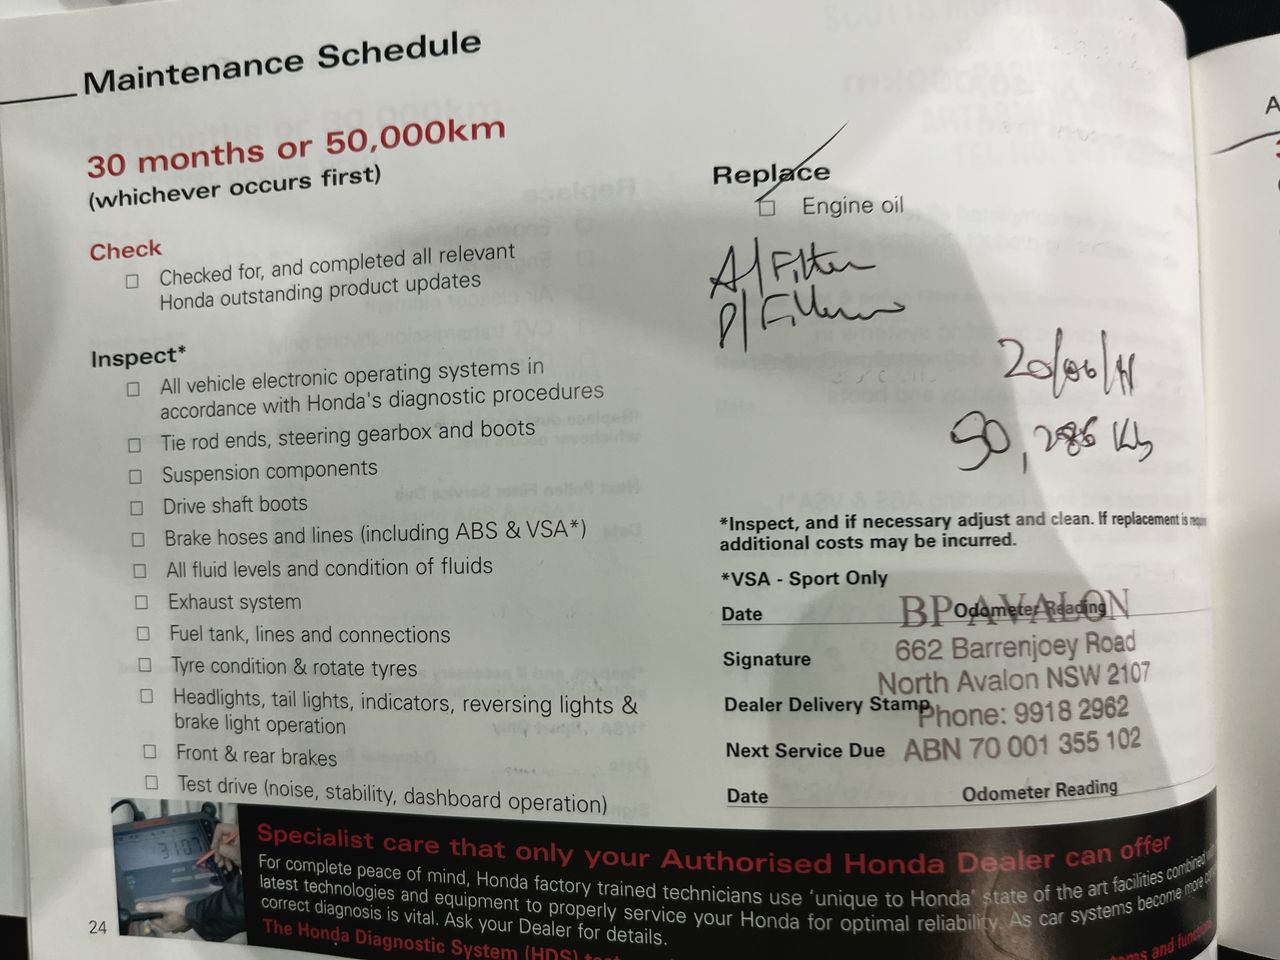 Maintenance Schedule
30 months or 50,000km
(whichever occurs first)
Check
Checked for, and completed all relevant
Honda outstanding product updates
Inspect*
All vehicle electronic operating systems in
accordance with Honda's diagnostic procedures
Tie rod ends, steering gearbox and boots
Suspension components
Drive shaft boots
Brake hoses and lines (including ABS & VSA*)
All fluid levels and condition of fluids
Exhaust system
Fuel tank, lines and connections
Tyre condition & rotate tyres
Headlights, tail lights, indicators, reversing lights &
brake light operation
Front & rear brakes
Test drive (noise, stability, dashboard operation)
Replace
Engine oil
A/Filter
P/Filter
20/06/11
50,286 Kms
*Inspect, and if necessary adjust and clean. If replacement is
additional costs may be incurred.
*VSA - Sport Only
Date Odometer Reading
BP AVALON
Signature
662 Barrenjoey Road
North Avalon NSW 2107
Dealer Delivery Stamp
Phone: 9918 2962
Next Service Due
ABN 70 001 355 102
Date Odometer Reading
3107
Specialist care that only your Authorised Honda Dealer can offer
For complete peace of mind, Honda factory trained technicians use 'unique to Honda' state of the art facilities combined
latest technologies and equipment to properly service your Honda for optimal reliability. As car systems become more
correct diagnosis is vital. Ask your Dealer for details.
The Honda Diagnostic System (HDS)
24